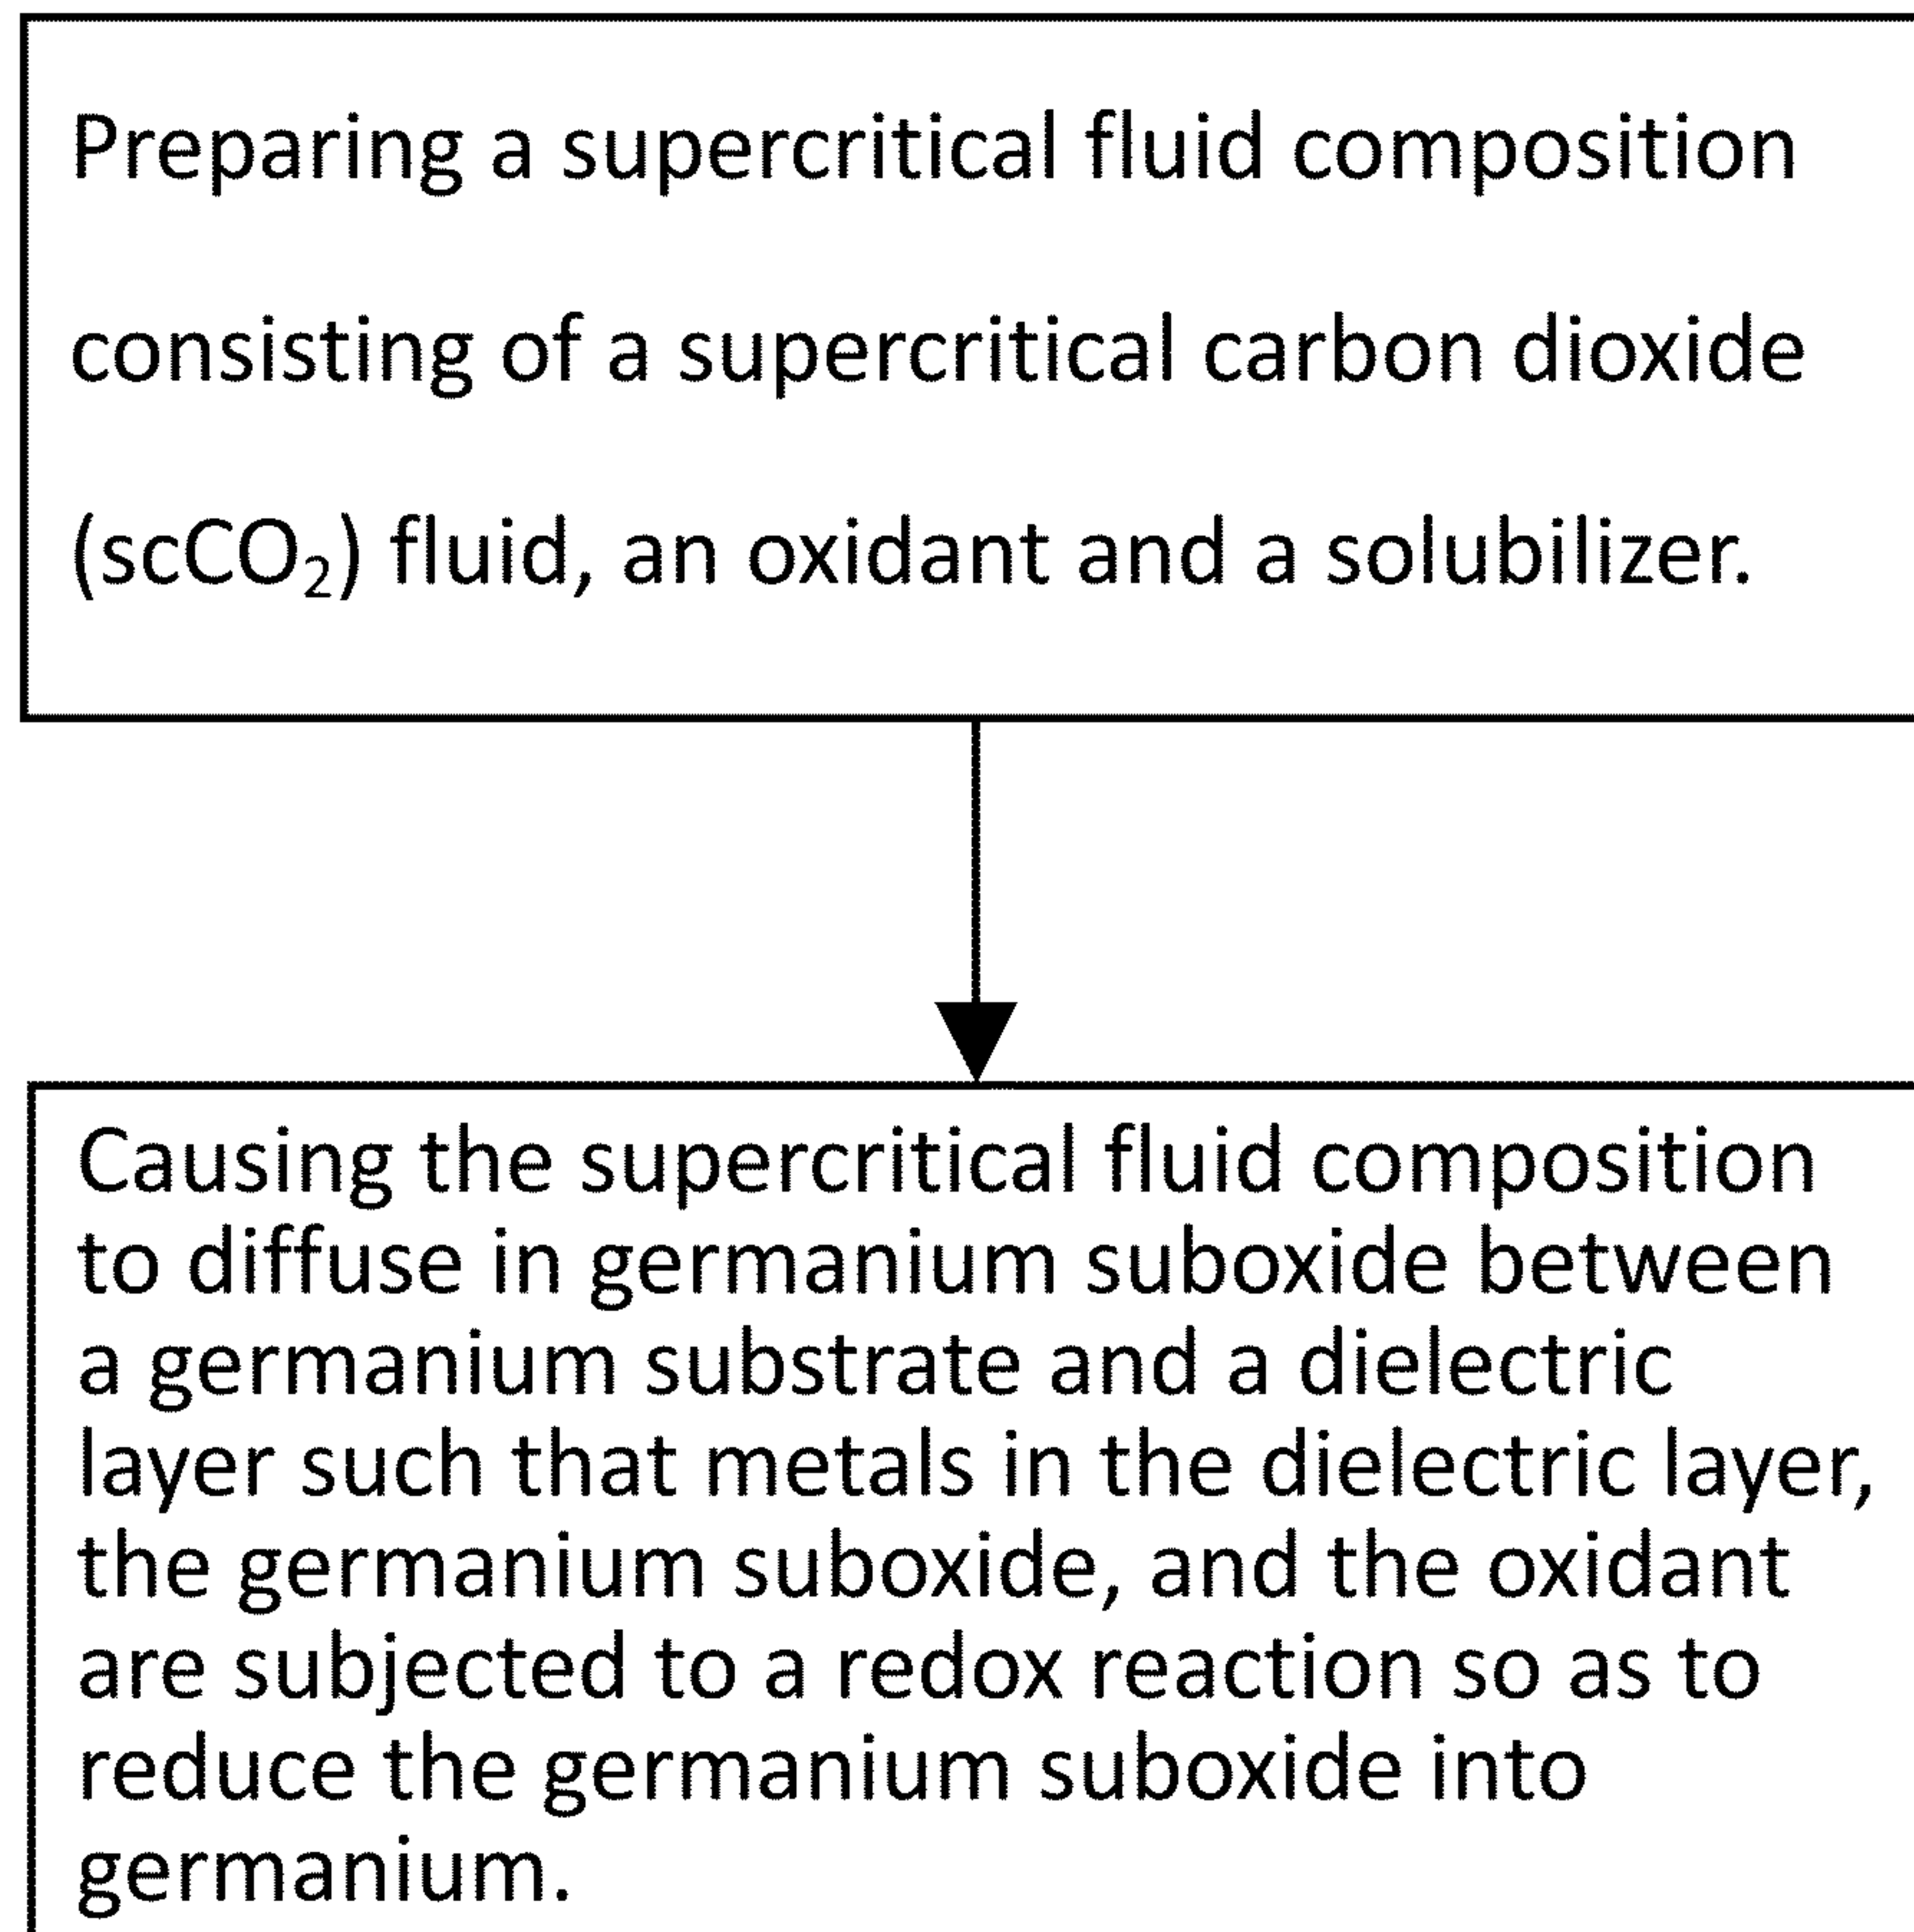 Preparing a supercritical fluid composition
consisting of a supercritical carbon dioxide
(scCO₂) fluid, an oxidant and a solubilizer.
Causing the supercritical fluid composition
to diffuse in germanium suboxide between
a germanium substrate and a dielectric
layer such that metals in the dielectric layer,
the germanium suboxide, and the oxidant
are subjected to a redox reaction so as to
reduce the germanium suboxide into
germanium.